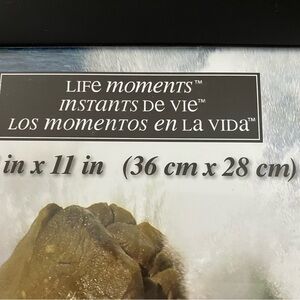 LIFe moments™
INSTANTS De VIe™
LOS momentos en LA VIDa™
in x 11 in (36 cm x 28 cm)